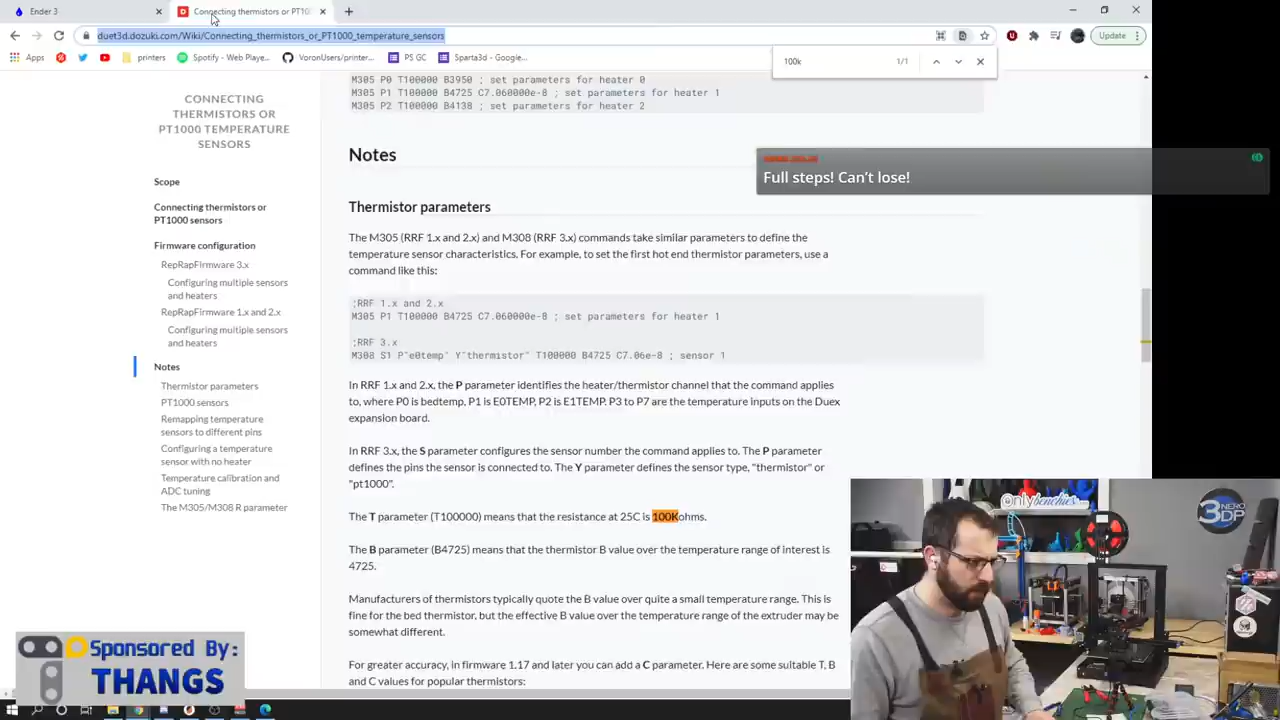 Ender 3
Connecting thermistors or PT10
duet3d.dozuki.com/Wiki/Connecting_thermistors_or_PT1000_temperature_sensors
Update
Apps
printers
Spotify - Web Playe...
VoronUsers/printer...
PS GC
Sparta3d - Google...
100k
1/1
CONNECTING
THERMISTORS OR
PT1000 TEMPERATURE
SENSORS
Scope
Connecting thermistors or
PT1000 sensors
Firmware configuration
RepRapFirmware 3.x
Configuring multiple sensors
and heaters
RepRapFirmware 1.x and 2.x
Configuring multiple sensors
and heaters
Notes
Thermistor parameters
PT1000 sensors
Remapping temperature
sensors to different pins
Configuring a temperature
sensor with no heater
Temperature calibration and
ADC tuning
The M305/M308 R parameter
M305 P0 T100000 B3950 ; set parameters for heater 0
M305 P1 T100000 B4725 C7.060000e-8 ; set parameters for heater 1
M305 P2 T100000 B4138 ; set parameters for heater 2
Notes
Thermistor parameters
The M305 (RRF 1.x and 2.x) and M308 (RRF 3.x) commands take similar parameters to define the
temperature sensor characteristics. For example, to set the first hot end thermistor parameters, use a
command like this:
;RRF 1.x and 2.x
M305 P1 T100000 B4725 C7.060000e-8 ; set parameters for heater 1
;RRF 3.x
M308 S1 P"e0temp" Y"thermistor" T100000 B4725 C7.06e-8 ; sensor 1
In RRF 1.x and 2.x, the P parameter identifies the heater/thermistor channel that the command applies
to, where P0 is bedtemp, P1 is E0TEMP, P2 is E1TEMP. P3 to P7 are the temperature inputs on the Duex
expansion board.
In RRF 3.x, the S parameter configures the sensor number the command applies to. The P parameter
defines the pins the sensor is connected to. The Y parameter defines the sensor type, "thermistor" or
"pt1000".
The T parameter (T100000) means that the resistance at 25C is 100Kohms.
The B parameter (B4725) means that the thermistor B value over the temperature range of interest is
4725.
Manufacturers of thermistors typically quote the B value over quite a small temperature range. This is
fine for the bed thermistor, but the effective B value over the temperature range of the extruder may be
somewhat different.
For greater accuracy, in firmware 1.17 and later you can add a C parameter. Here are some suitable T, B
and C values for popular thermistors:
Full steps! Can't lose!
Onlybenchies
3DP
NERO
Sponsored By:
THANGS